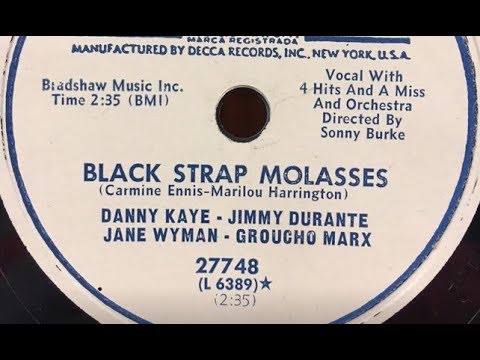 MARCA REGISTRADA
MANUFACTURED BY DECCA RECORDS, INC., NEW YORK, U.S.A.
Bradshaw Music Inc.
Time 2:35 (BMI)
Vocal With
4 Hits And A Miss
And Orchestra
Directed By
Sonny Burke
BLACK STRAP MOLASSES
(Carmine Ennis-Marilou Harrington)
DANNY KAYE - JIMMY DURANTE
JANE WYMAN - GROUCHO MARX
27748
(L 6389)★
(2:35)